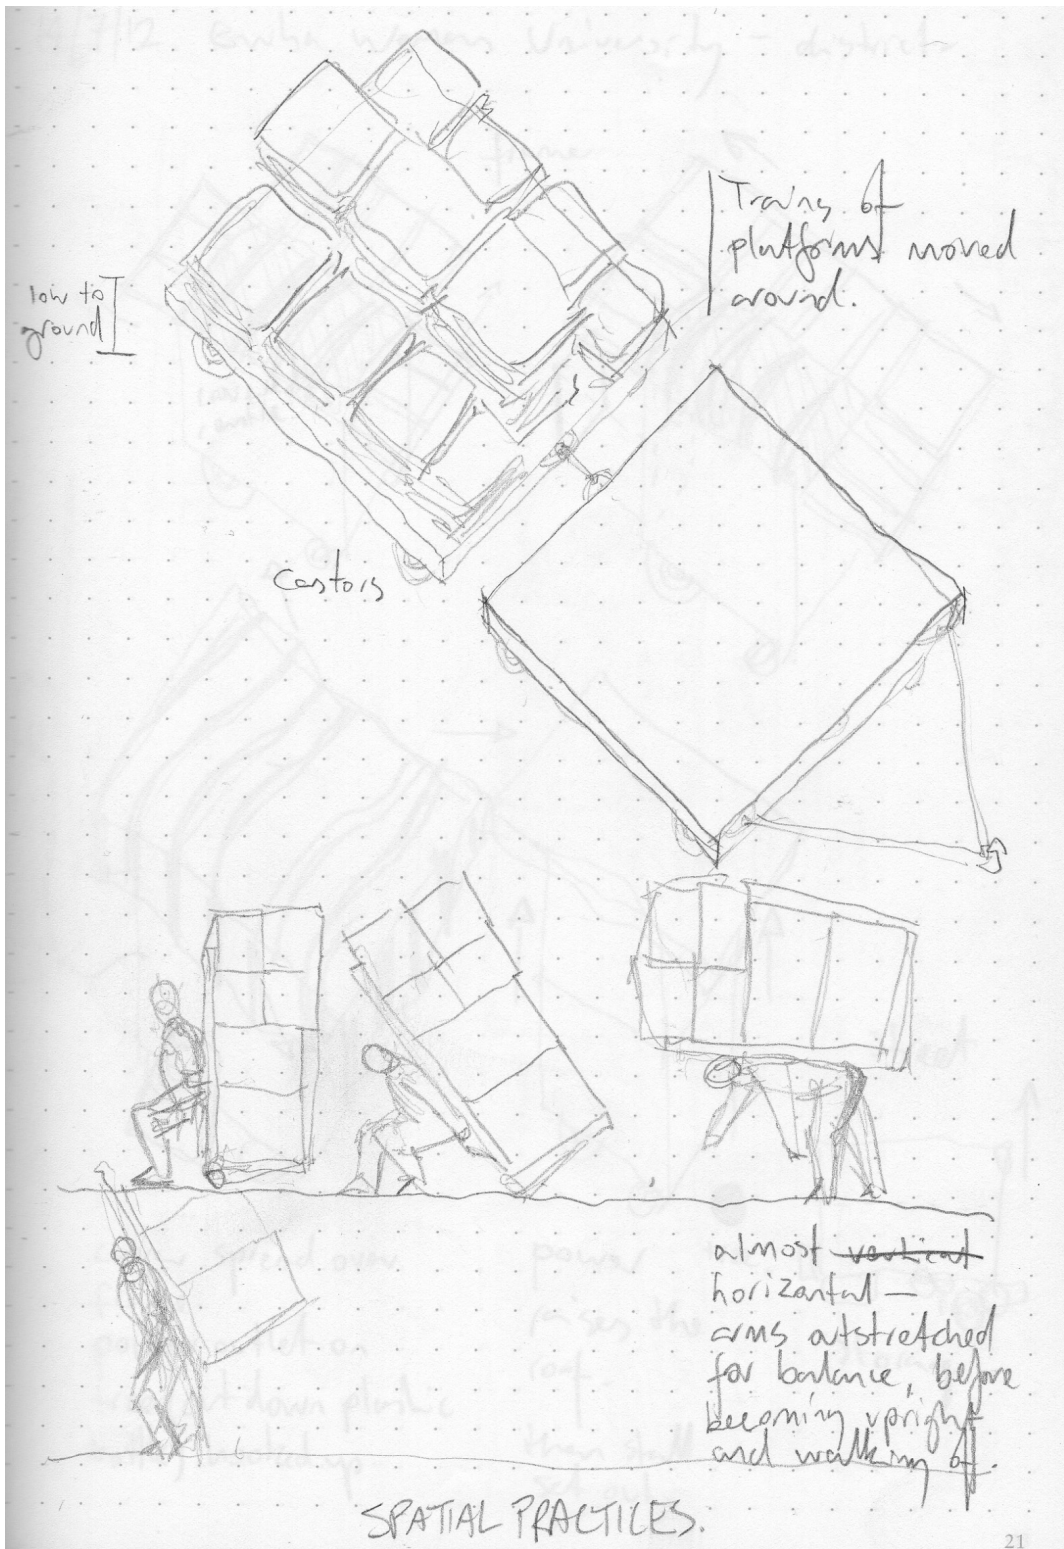 Trains of
platforms moved
around.
low to
ground
Castors
almost vertical
horizontal —
arms outstretched
for balance, before
becoming upright
and walking off.
SPATIAL PRACTICES.
21